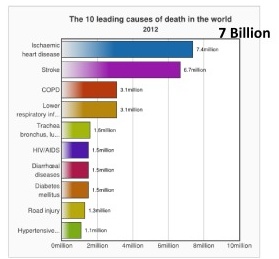 The 10 leading causes of death in the world
2012
7 Billion
Ischaemic
heart disease
7.4million
Stroke
6.7million
COPD
3.1million
Lower
respiratory inf...
3.1million
Trachea
bronchus, lu...
1.6million
HIV/AIDS
1.5million
Diarrhoeal
diseases
1.5million
Diabetes
mellitus
1.5million
Road injury
1.3million
Hypertensive...
1.1million
0million 2million 4million 6million 8million 10million